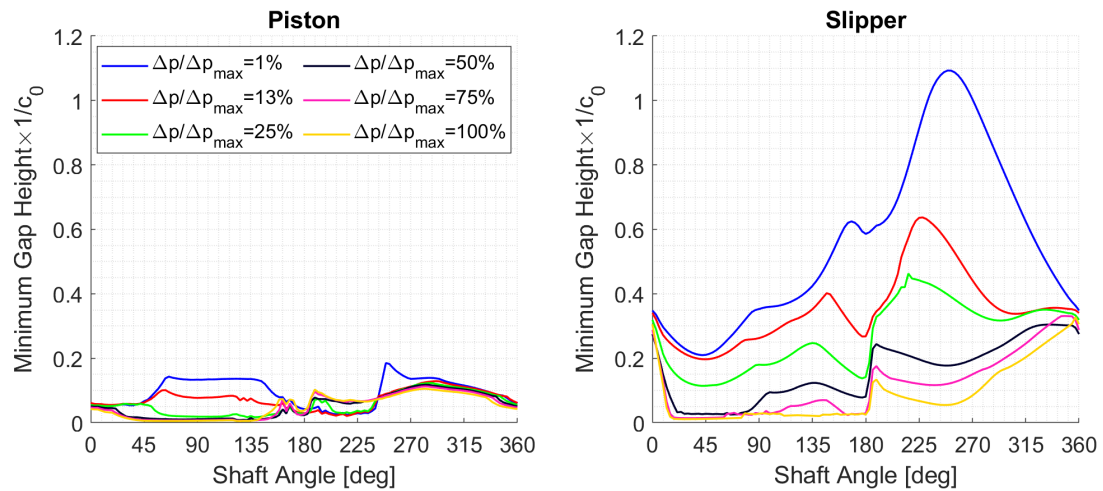 Piston
Minimum Gap Height×1/c0
1.2
1
0.8
0.6
0.4
0.2
0
Δp/Δpmax=1%
Δp/Δpmax=50%
Δp/Δpmax=13%
Δp/Δpmax=75%
Δp/Δpmax=25%
Δp/Δpmax=100%
0 45 90 135 180 225 270 315 360
Shaft Angle [deg]
Slipper
Minimum Gap Height×1/c0
1.2
1
0.8
0.6
0.4
0.2
0
0 45 90 135 180 225 270 315 360
Shaft Angle [deg]